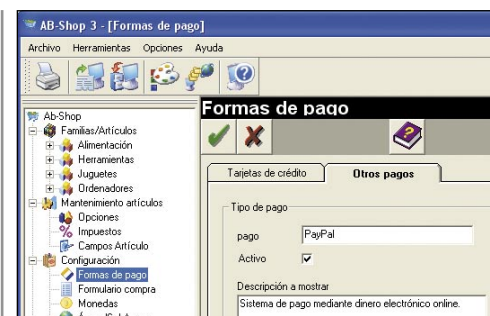 AB-Shop 3 - [Formas de pago]
Archivo Herramientas Opciones Ayuda
Formas de pago
Ab-Shop
Familias/Artículos
Alimentación
Herramientas
Juguetes
Ordenadores
Mantenimiento artículos
Opciones
Impuestos
Campos Artículo
Configuración
Formas de pago
Formulario compra
Monedas
Tarjetas de crédito
Otros pagos
Tipo de pago
pago PayPal
Activo
Descripción a mostrar
Sistema de pago mediante dinero electrónico online.